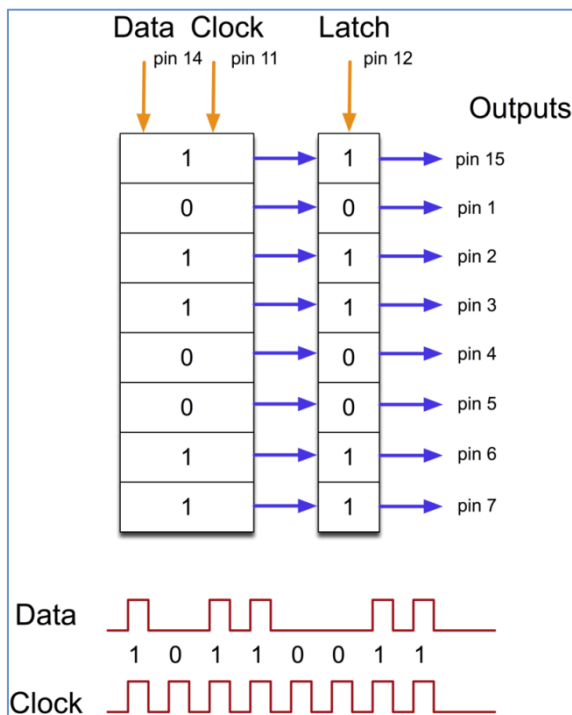 Data Clock Latch
pin 14 pin 11 pin 12
Outputs
1 1 pin 15
0 0 pin 1
1 1 pin 2
1 1 pin 3
0 0 pin 4
0 0 pin 5
1 1 pin 6
1 1 pin 7
Data
1 0 1 1 0 0 1 1
Clock